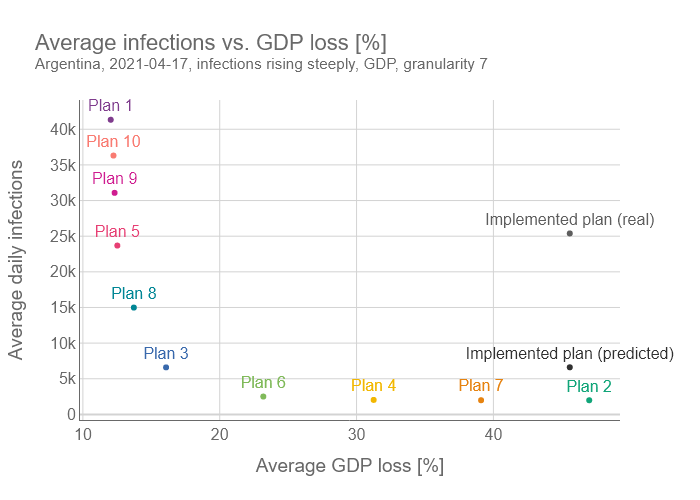 Average infections vs. GDP loss [%]
Argentina, 2021-04-17, infections rising steeply, GDP, granularity 7
Average daily infections
40k
35k
30k
25k
20k
15k
10k
5k
0
Plan 1
Plan 10
Plan 9
Plan 5
Plan 8
Plan 3
Plan 6
Plan 4
Plan 7
Plan 2
Implemented plan (real)
Implemented plan (predicted)
10
20
30
40
Average GDP loss [%]